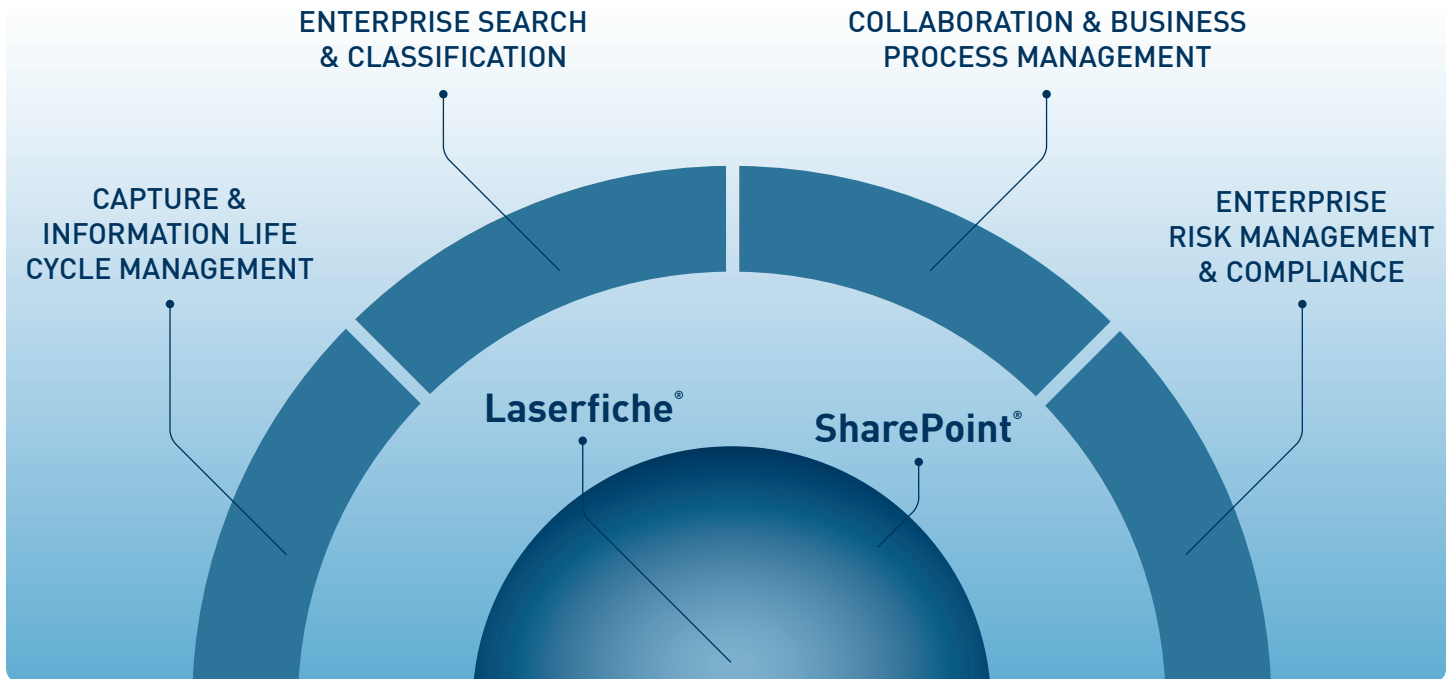 ENTERPRISE SEARCH
& CLASSIFICATION
COLLABORATION & BUSINESS
PROCESS MANAGEMENT
CAPTURE &
INFORMATION LIFE
CYCLE MANAGEMENT
ENTERPRISE
RISK MANAGEMENT
& COMPLIANCE
Laserfiche®
SharePoint®